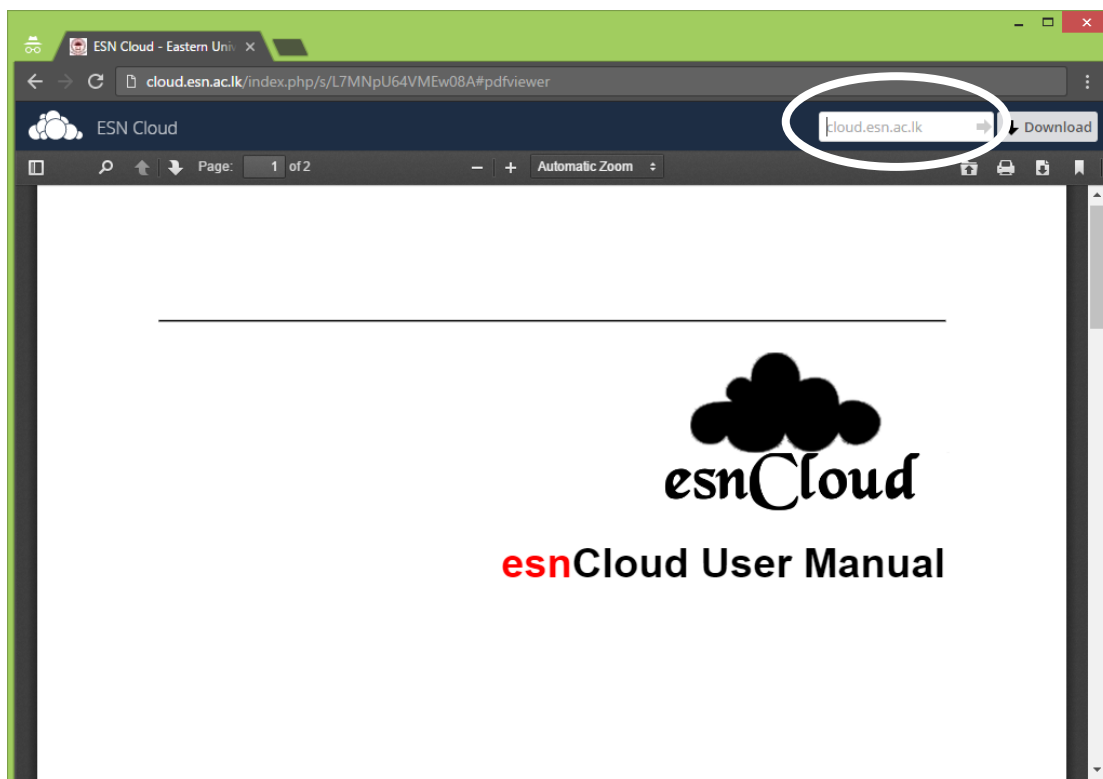 ESN Cloud - Eastern Univ
cloud.esn.ac.lk/index.php/s/L7MNpU64VMEw08A#pdfviewer
ESN Cloud
cloud.esn.ac.lk
Download
Page: 1 of 2
Automatic Zoom
esnCloud
esnCloud User Manual